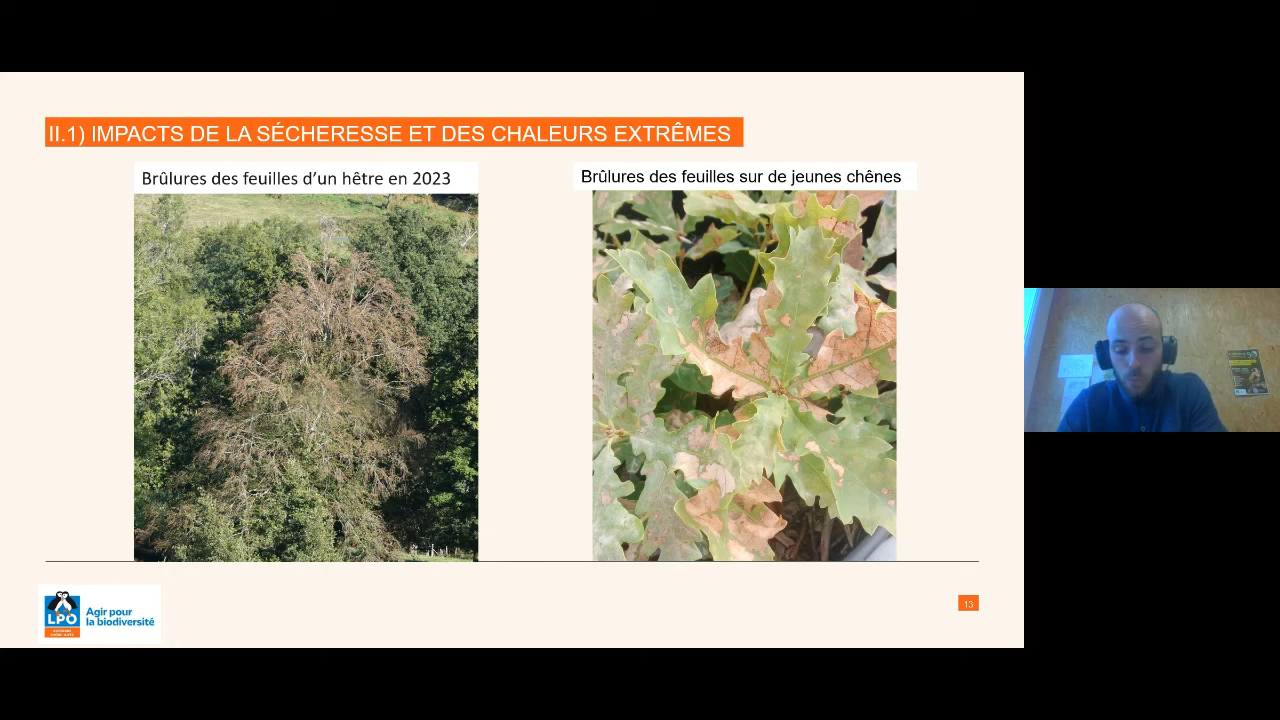 II.1) IMPACTS DE LA SÉCHERESSE ET DES CHALEURS EXTRÊMES
Brûlures des feuilles d’un hêtre en 2023
Brûlures des feuilles sur de jeunes chênes
LPO
Agir pour
la biodiversité
13